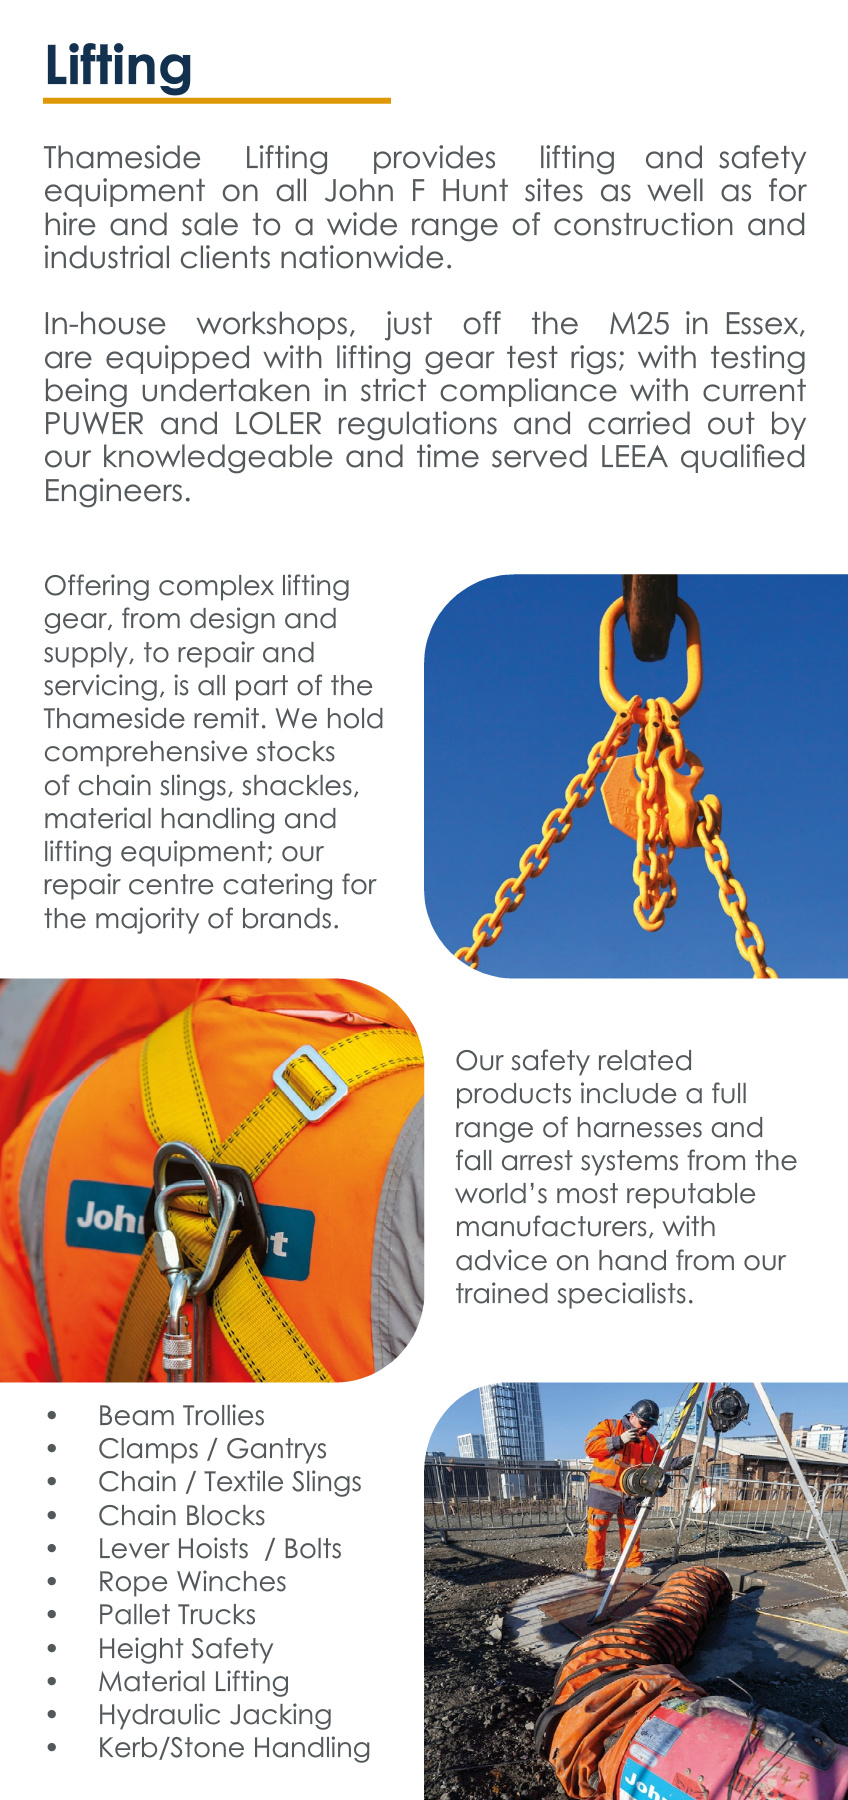 Lifting
Thameside Lifting provides lifting and safety
equipment on all John F Hunt sites as well as for
hire and sale to a wide range of construction and
industrial clients nationwide.
In-house workshops, just off the M25 in Essex,
are equipped with lifting gear test rigs; with testing
being undertaken in strict compliance with current
PUWER and LOLER regulations and carried out by
our knowledgeable and time served LEEA qualified
Engineers.
Offering complex lifting
gear, from design and
supply, to repair and
servicing, is all part of the
Thameside remit. We hold
comprehensive stocks
of chain slings, shackles,
material handling and
lifting equipment; our
repair centre catering for
the majority of brands.
Our safety related
products include a full
range of harnesses and
fall arrest systems from the
world’s most reputable
manufacturers, with
advice on hand from our
trained specialists.
• Beam Trollies
• Clamps / Gantrys
• Chain / Textile Slings
• Chain Blocks
• Lever Hoists / Bolts
• Rope Winches
• Pallet Trucks
• Height Safety
• Material Lifting
• Hydraulic Jacking
• Kerb/Stone Handling